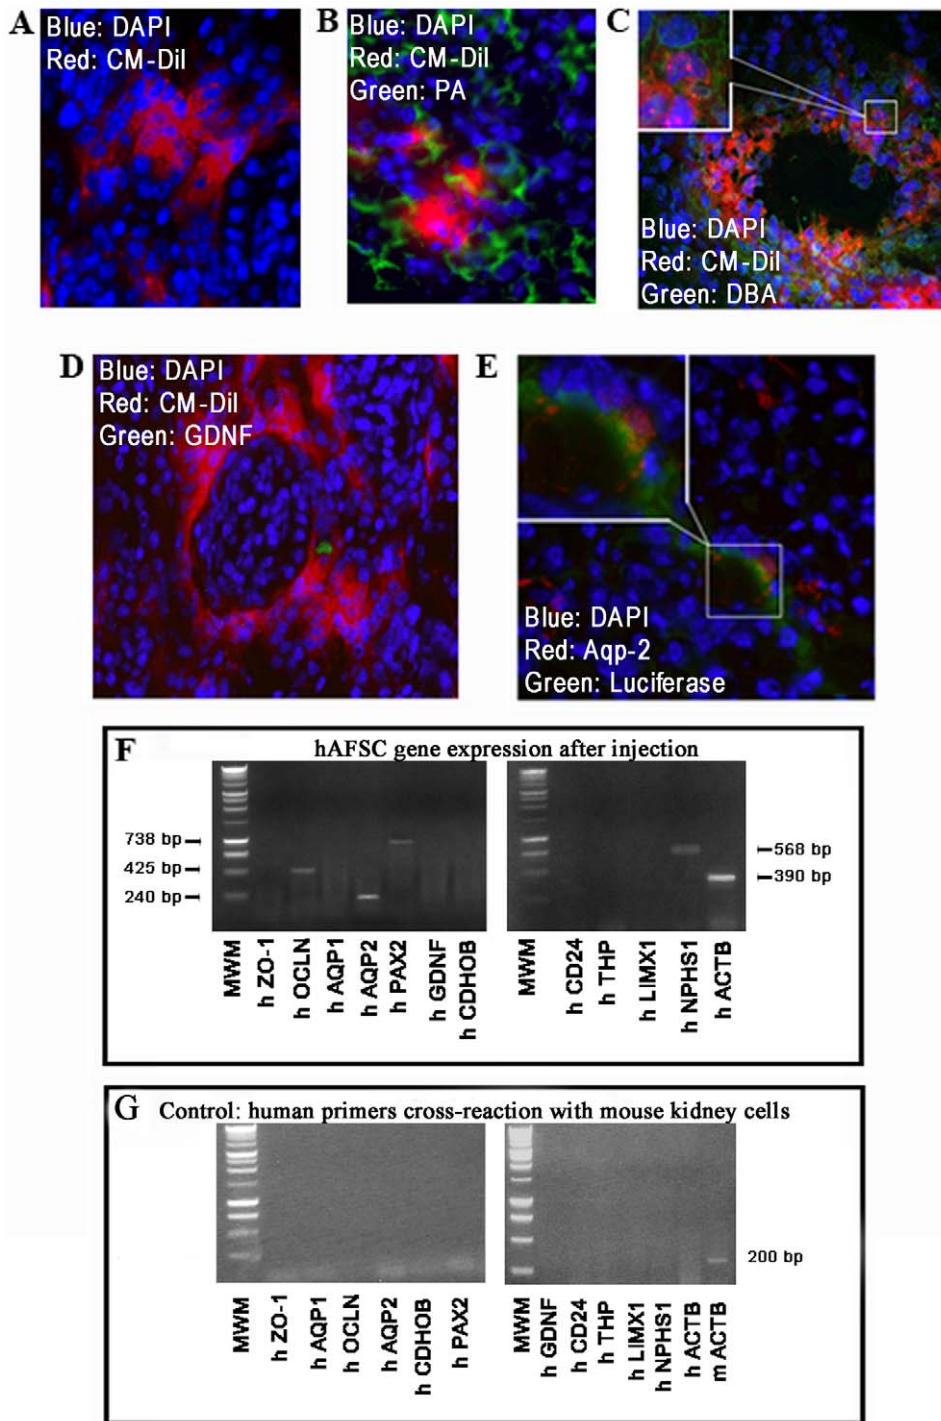 A
Blue: DAPI
Red: CM-Dil
B
Blue: DAPI
Red: CM-Dil
Green: PA
C
Blue: DAPI
Red: CM-Dil
Green: DBA
D
Blue: DAPI
Red: CM-Dil
Green: GDNF
E
Blue: DAPI
Red: Aqp-2
Green: Luciferase
F
hAFSC gene expression after injection
738 bp
425 bp
240 bp
568 bp
390 bp
MWM
h ZO-1
h OCLN
h AQP1
h AQP2
h PAX2
h GDNF
h CDHOB
MWM
h CD24
h THP
h LIMX1
h NPHS1
h ACTB
G
Control: human primers cross-reaction with mouse kidney cells
200 bp
MWM
h ZO-1
h AQP1
h OCLN
h AQP2
h CDHOB
h PAX2
MWM
h GDNF
h CD24
h THP
h LIMX1
h NPHS1
h ACTB
m ACTB